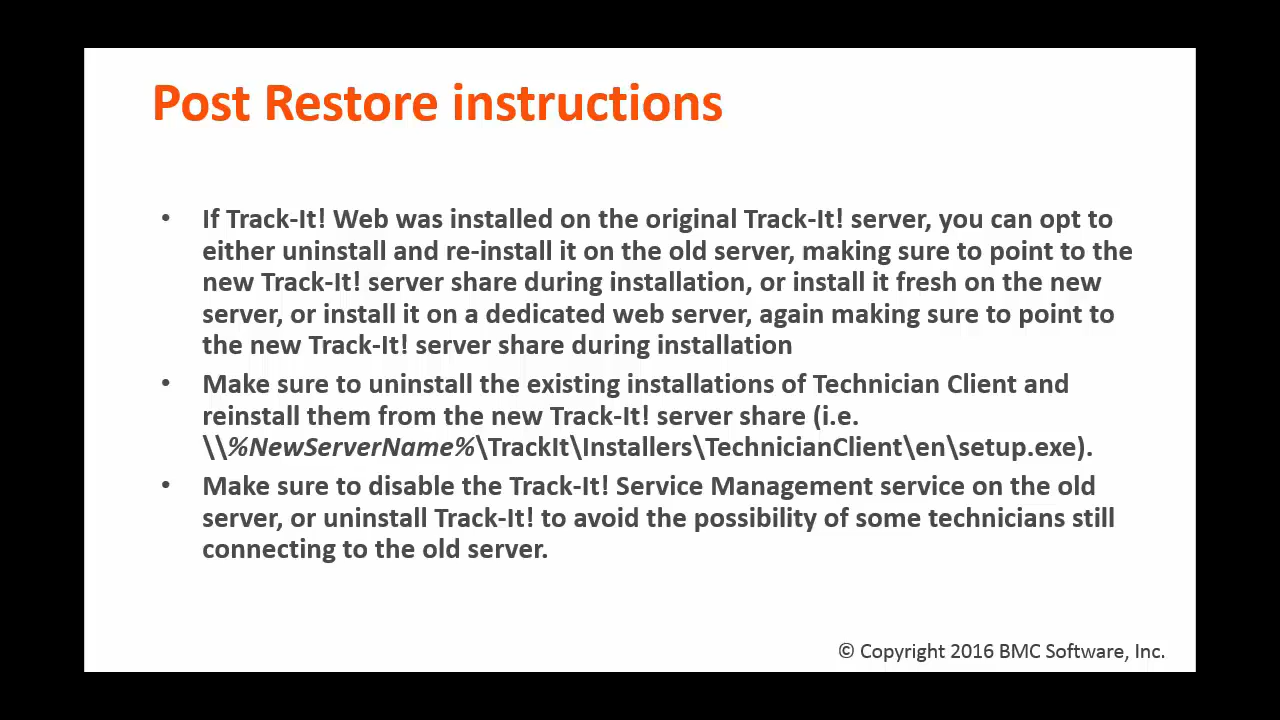 Post Restore instructions
• If Track-It! Web was installed on the original Track-It! server, you can opt to
either uninstall and re-install it on the old server, making sure to point to the
new Track-It! server share during installation, or install it fresh on the new
server, or install it on a dedicated web server, again making sure to point to
the new Track-It! server share during installation
• Make sure to uninstall the existing installations of Technician Client and
reinstall them from the new Track-It! server share (i.e.
\\%NewServerName%\TrackIt\Installers\TechnicianClient\en\setup.exe).
• Make sure to disable the Track-It! Service Management service on the old
server, or uninstall Track-It! to avoid the possibility of some technicians still
connecting to the old server.
© Copyright 2016 BMC Software, Inc.